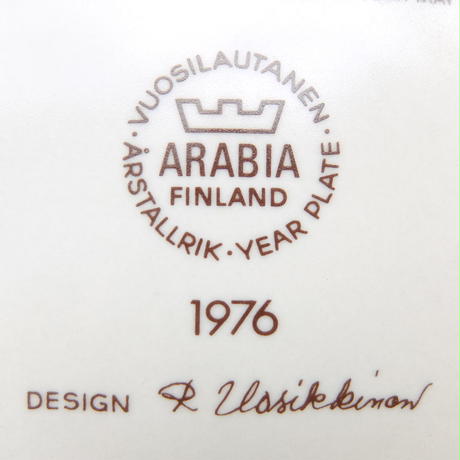 · VUOSILAUTANEN · ÅRSTALLRIK · YEAR PLATE
ARABIA
FINLAND
1976
DESIGN R Uosikkinen